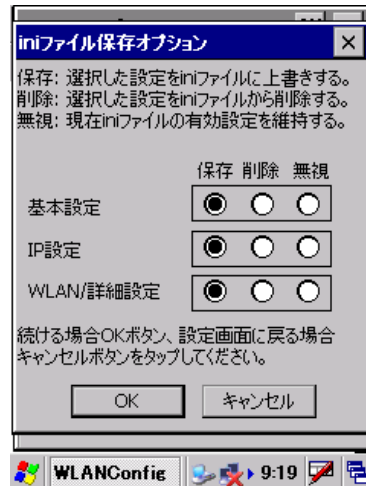 iniファイル保存オプション
保存: 選択した設定をiniファイルに上書きする。
削除: 選択した設定をiniファイルから削除する。
無視: 現在iniファイルの有効設定を維持する。
保存 削除 無視
基本設定
IP設定
WLAN/詳細設定
続ける場合OKボタン、設定画面に戻る場合
キャンセルボタンをタップしてください。
OK キャンセル
WLANConfig 9:19